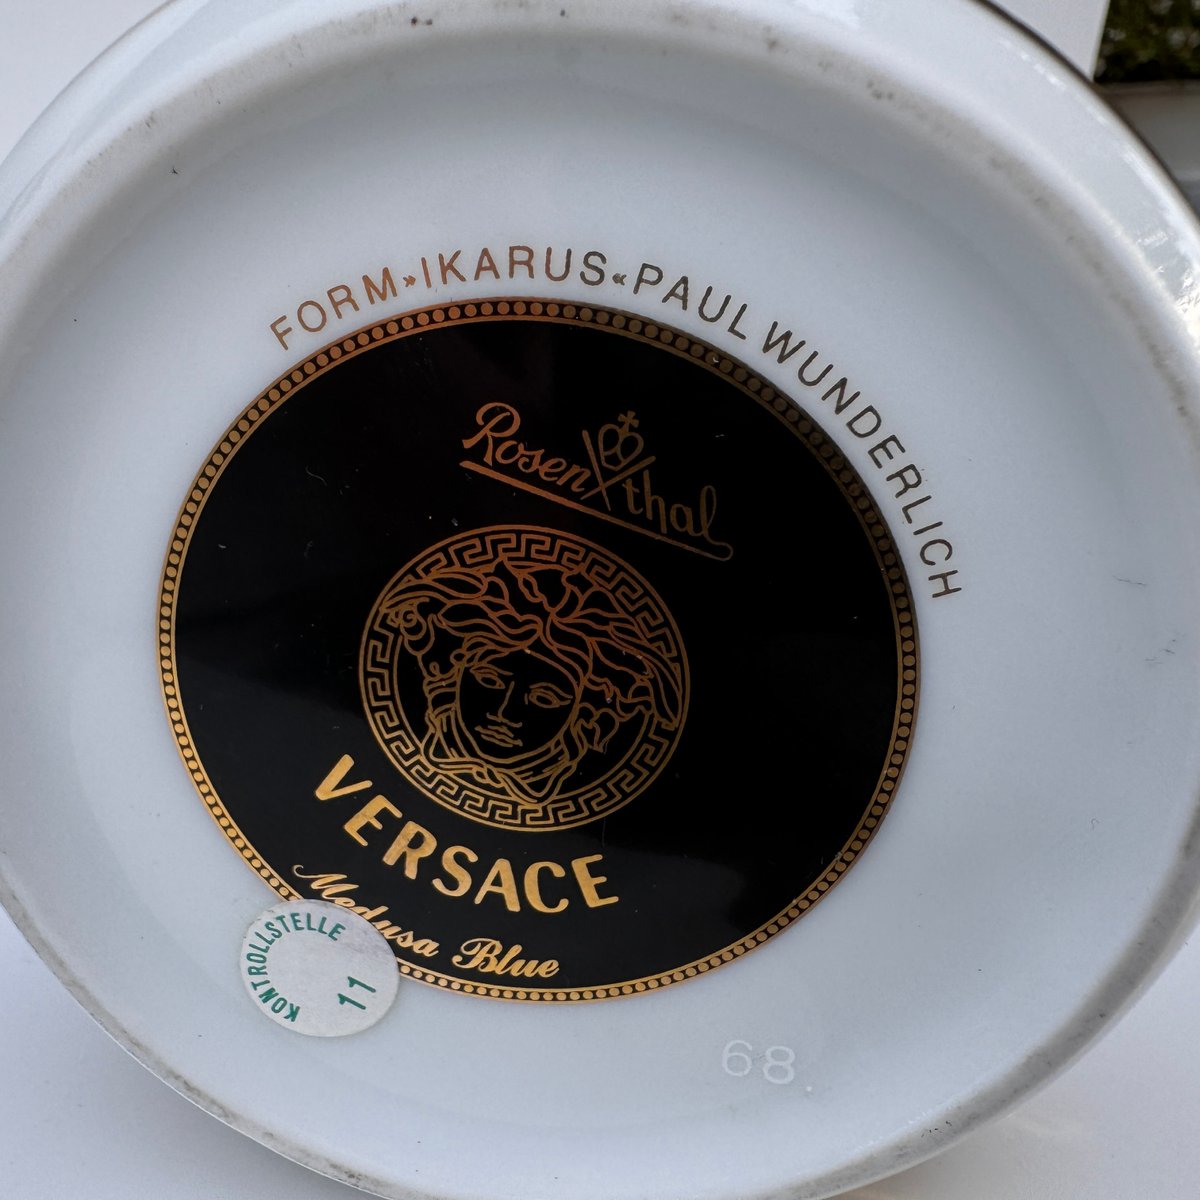 FORM»IKARUS«PAUL WUNDERLICH
Rosenthal
VERSACE
Medusa Blue
KONTROLLSTELLE
11
68.